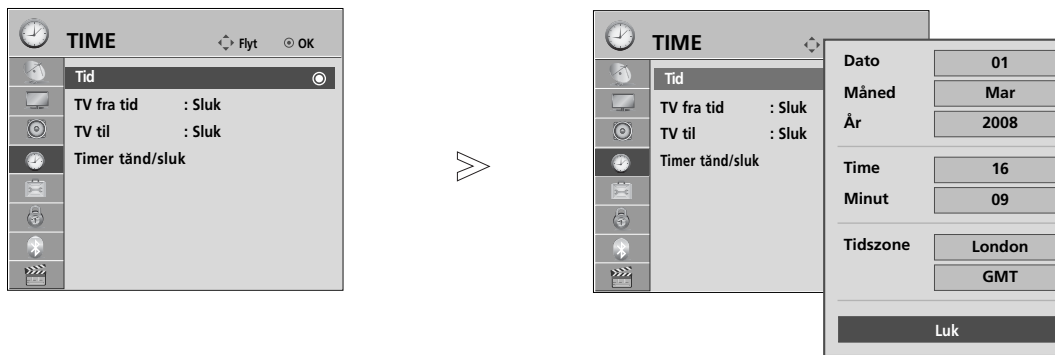 TIME Flyt OK
Tid
TV fra tid : Sluk
TV til : Sluk
Timer tănd/sluk
TIME
Tid
TV fra tid : Sluk
TV til : Sluk
Timer tănd/sluk
Dato 01
Måned Mar
År 2008
Time 16
Minut 09
Tidszone London
GMT
Luk